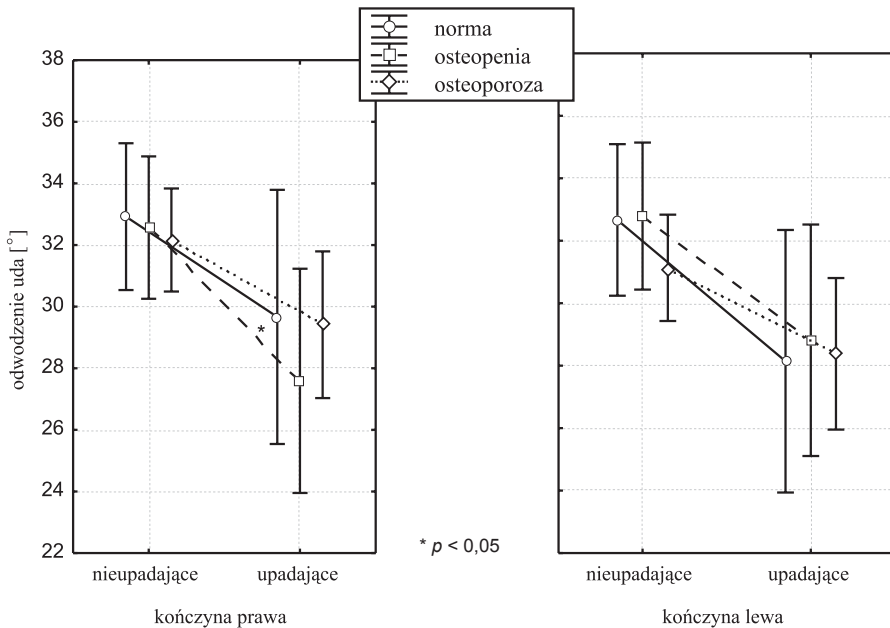 norma
osteopenia
osteoporoza
odwodzenie uda [°]
38
36
34
32
30
28
26
24
22
*
* p < 0,05
nieupadające upadające
kończyna prawa
nieupadające upadające
kończyna lewa